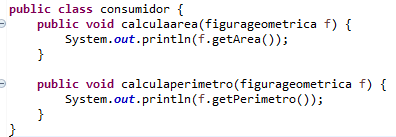 public class consumidor {
public void calculaarea(figurageometrica f) {
System.out.println(f.getArea());
}
public void calculaperimetro(figurageometrica f) {
System.out.println(f.getPerimetro());
}
}